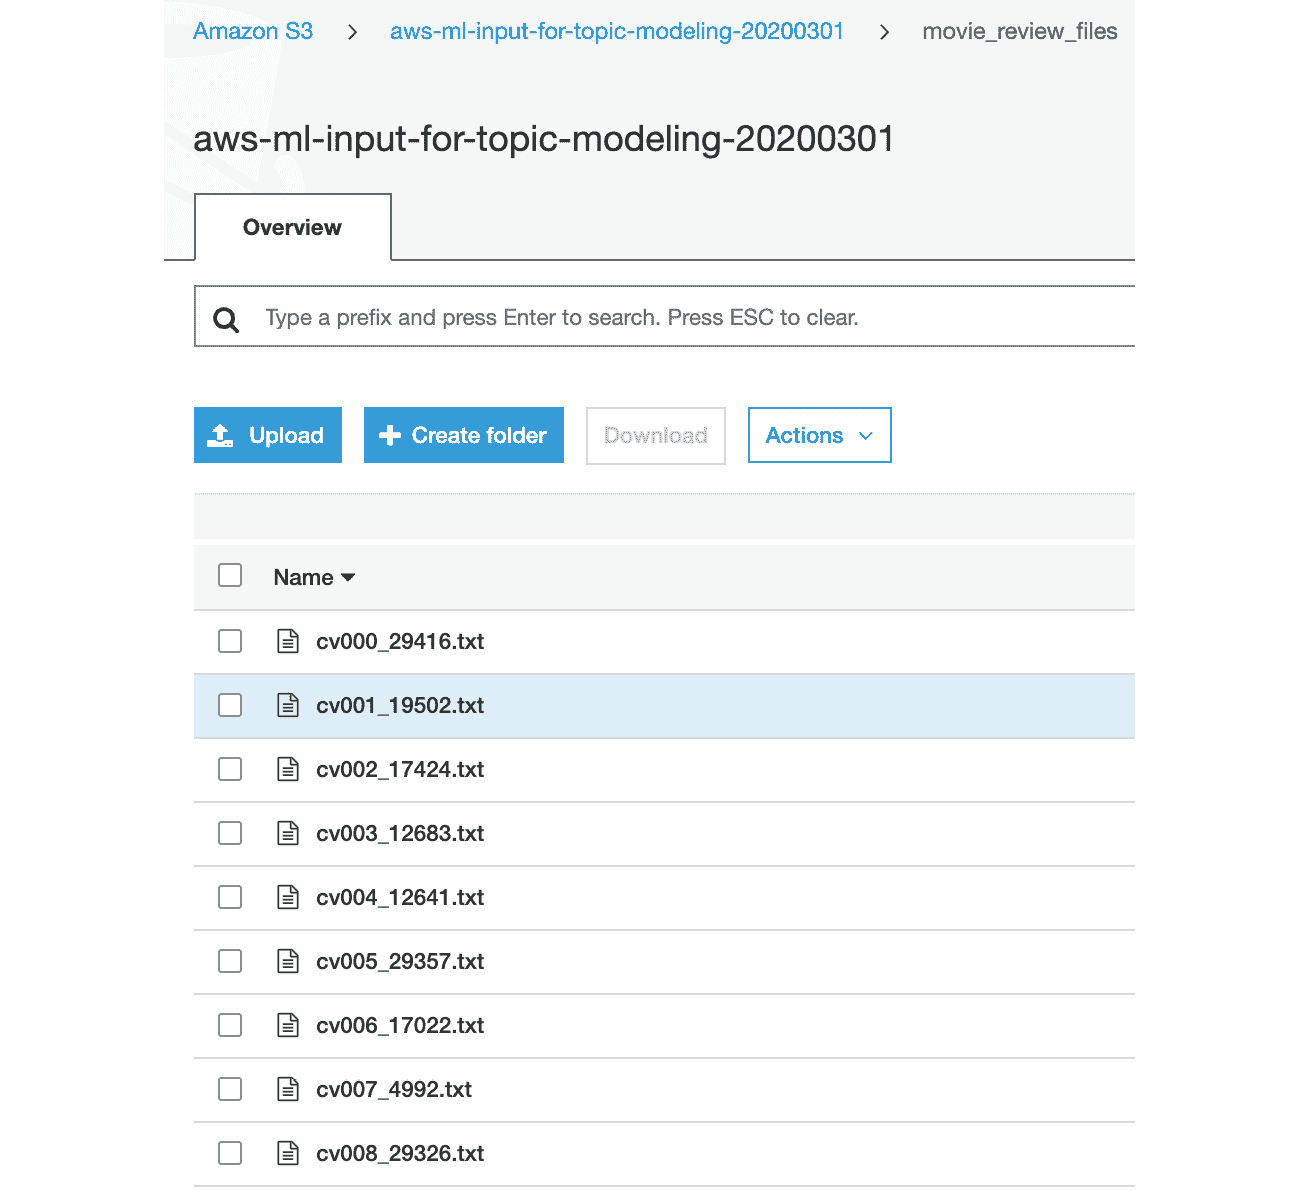 Amazon S3 > aws-ml-input-for-topic-modeling-20200301 > movie_review_files
aws-ml-input-for-topic-modeling-20200301
Overview
Type a prefix and press Enter to search. Press ESC to clear.
Upload Create folder Download Actions
Name
cv000_29416.txt
cv001_19502.txt
cv002_17424.txt
cv003_12683.txt
cv004_12641.txt
cv005_29357.txt
cv006_17022.txt
cv007_4992.txt
cv008_29326.txt